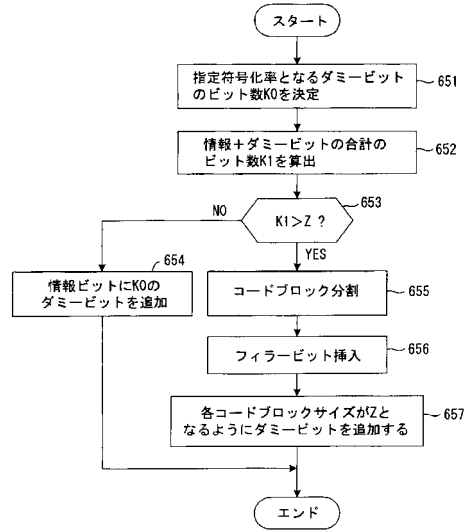 スタート
指定符号化率となるダミービット
のビット数K0を決定
651
情報+ダミービットの合計の
ビット数K1を算出
652
653
K1>Z ?
NO
YES
654
情報ビットにK0の
ダミービットを追加
コードブロック分割
655
フィラービット挿入
656
各コードブロックサイズがZと
なるようにダミービットを追加する
657
エンド